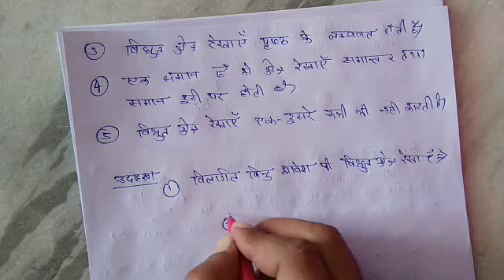 ③ विद्युत क्षेत्र रेखाएँ पृष्ठ के लम्बवत होती है
④ एक समान E की क्षेत्र रेखाएँ समान्तर तथा
समान दूरी पर होती है
⑤ विद्युत क्षेत्र रेखाएँ एक-दुसरे कभी भी नही काटती है
उदाहरण
① विलगित बिन्दु आवेश की विद्युत क्षेत्र रेखाएँ